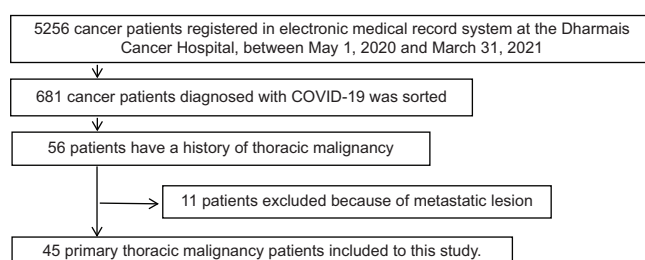 5256 cancer patients registered in electronic medical record system at the Dharmais
Cancer Hospital, between May 1, 2020 and March 31, 2021
681 cancer patients diagnosed with COVID-19 was sorted
56 patients have a history of thoracic malignancy
11 patients excluded because of metastatic lesion
45 primary thoracic malignancy patients included to this study.